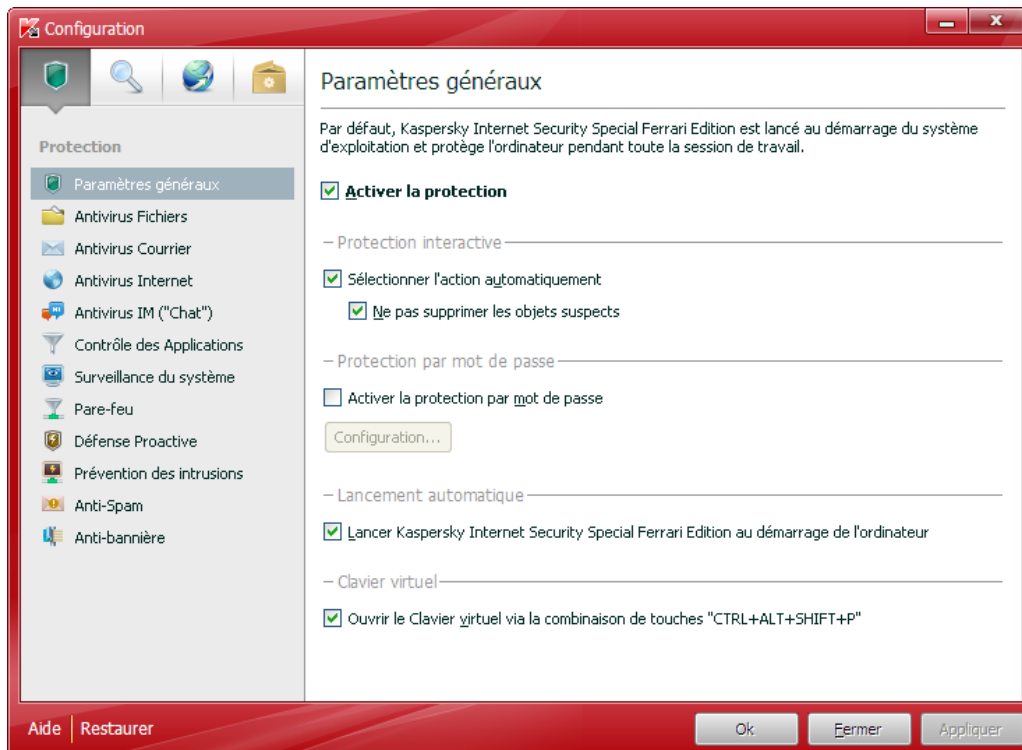 Configuration
Protection
Paramètres généraux
Antivirus Fichiers
Antivirus Courrier
Antivirus Internet
Antivirus IM ("Chat")
Contrôle des Applications
Surveillance du système
Pare-feu
Défense Proactive
Prévention des intrusions
Anti-Spam
Anti-bannière
Paramètres généraux
Par défaut, Kaspersky Internet Security Special Ferrari Edition est lancé au démarrage du système
d'exploitation et protège l'ordinateur pendant toute la session de travail.
Activer la protection
Protection interactive
Sélectionner l'action automatiquement
Ne pas supprimer les objets suspects
Protection par mot de passe
Activer la protection par mot de passe
Configuration...
Lancement automatique
Lancer Kaspersky Internet Security Special Ferrari Edition au démarrage de l'ordinateur
Clavier virtuel
Ouvrir le Clavier virtuel via la combinaison de touches "CTRL+ALT+SHIFT+P"
Aide
Restaurer
Ok
Fermer
Appliquer